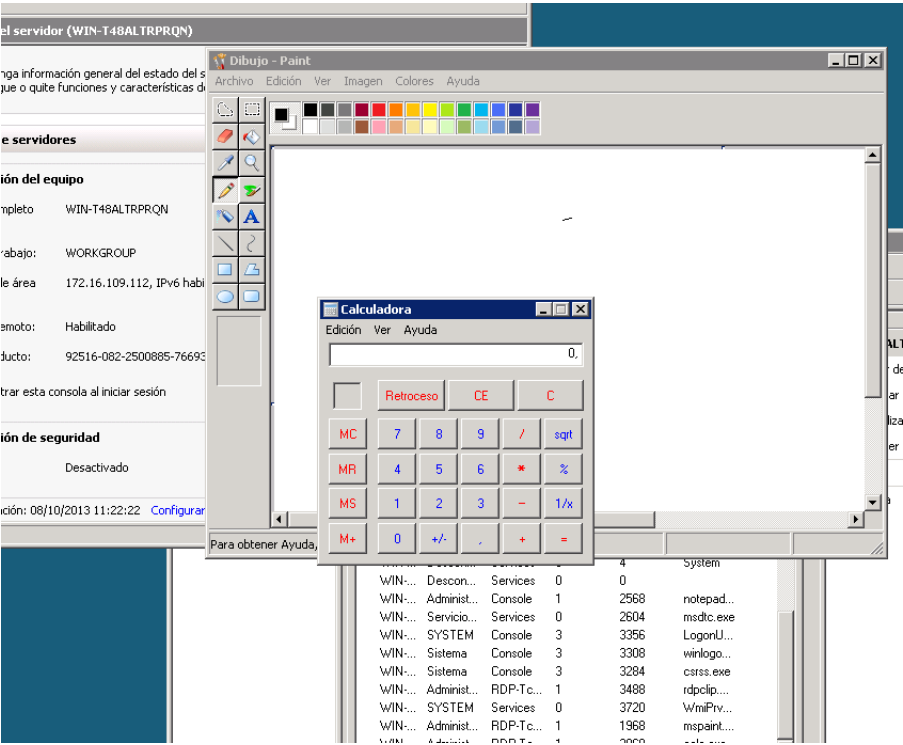 el servidor (WIN-T48ALTRPRQN)
nga información general del estado del s
gue o quite funciones y características d
e servidores
ión del equipo
mpleto WIN-T48ALTRPRQN
rabajo: WORKGROUP
le área 172.16.109.112, IPv6 habi
emoto: Habilitado
ducto: 92516-082-2500885-76693
trar esta consola al iniciar sesión
ión de seguridad
Desactivado
ción: 08/10/2013 11:22:22 Configurar
Dibujo - Paint
Archivo Edición Ver Imagen Colores Ayuda
A
Para obtener Ayuda,
Calculadora
Edición Ver Ayuda
0,
Retroceso CE C
MC 7 8 9 / sqrt
MR 4 5 6 * %
MS 1 2 3 - 1/x
M+ 0 +/- , + =
4 System
WIN-... Descon... Services 0 0
WIN-... Administ... Console 1 2568 notepad...
WIN-... Servicio... Services 0 2604 msdtc.exe
WIN-... SYSTEM Console 3 3356 LogonU...
WIN-... Sistema Console 3 3308 winlogo...
WIN-... Sistema Console 3 3284 csrss.exe
WIN-... Administ... RDP-Tc... 1 3488 rdpclip....
WIN-... SYSTEM Services 0 3720 WmiPrv...
WIN-... Administ... RDP-Tc... 1 1968 mspaint....